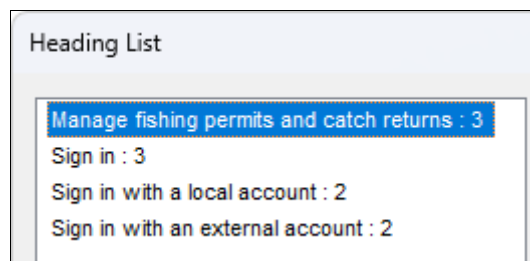 Heading List
Manage fishing permits and catch returns : 3
Sign in : 3
Sign in with a local account : 2
Sign in with an external account : 2